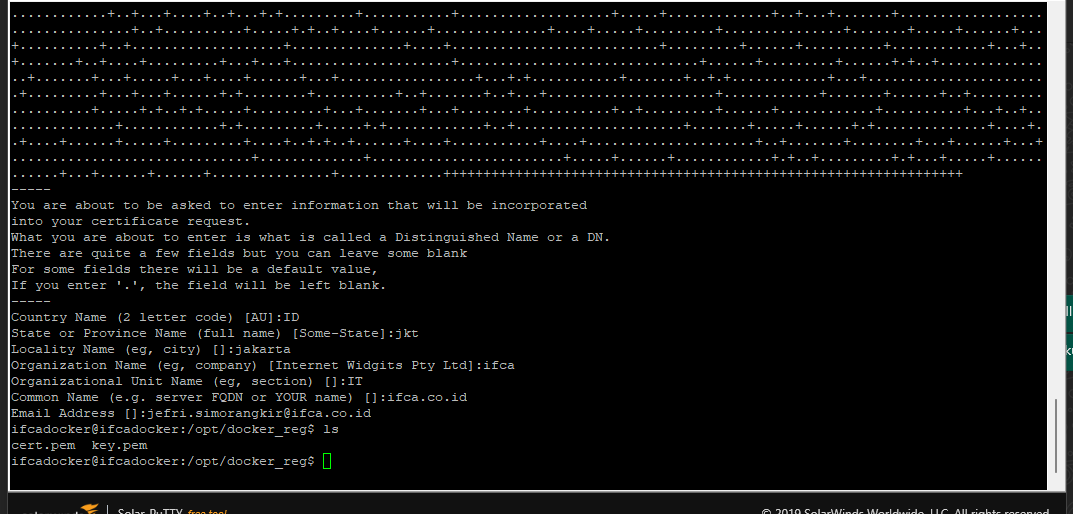 -----
You are about to be asked to enter information that will be incorporated
into your certificate request.
What you are about to enter is what is called a Distinguished Name or a DN.
There are quite a few fields but you can leave some blank
For some fields there will be a default value,
If you enter '.', the field will be left blank.
-----
Country Name (2 letter code) [AU]:ID
State or Province Name (full name) [Some-State]:jkt
Locality Name (eg, city) []:jakarta
Organization Name (eg, company) [Internet Widgits Pty Ltd]:ifca
Organizational Unit Name (eg, section) []:IT
Common Name (e.g. server FQDN or YOUR name) []:ifca.co.id
Email Address []:jefri.simorangkir@ifca.co.id
ifcadocker@ifcadocker:/opt/docker_reg$ ls
cert.pem  key.pem
ifcadocker@ifcadocker:/opt/docker_reg$
Solar-PuTTY free tool
© 2019 SolarWinds Worldwide, LLC. All rights reserved.